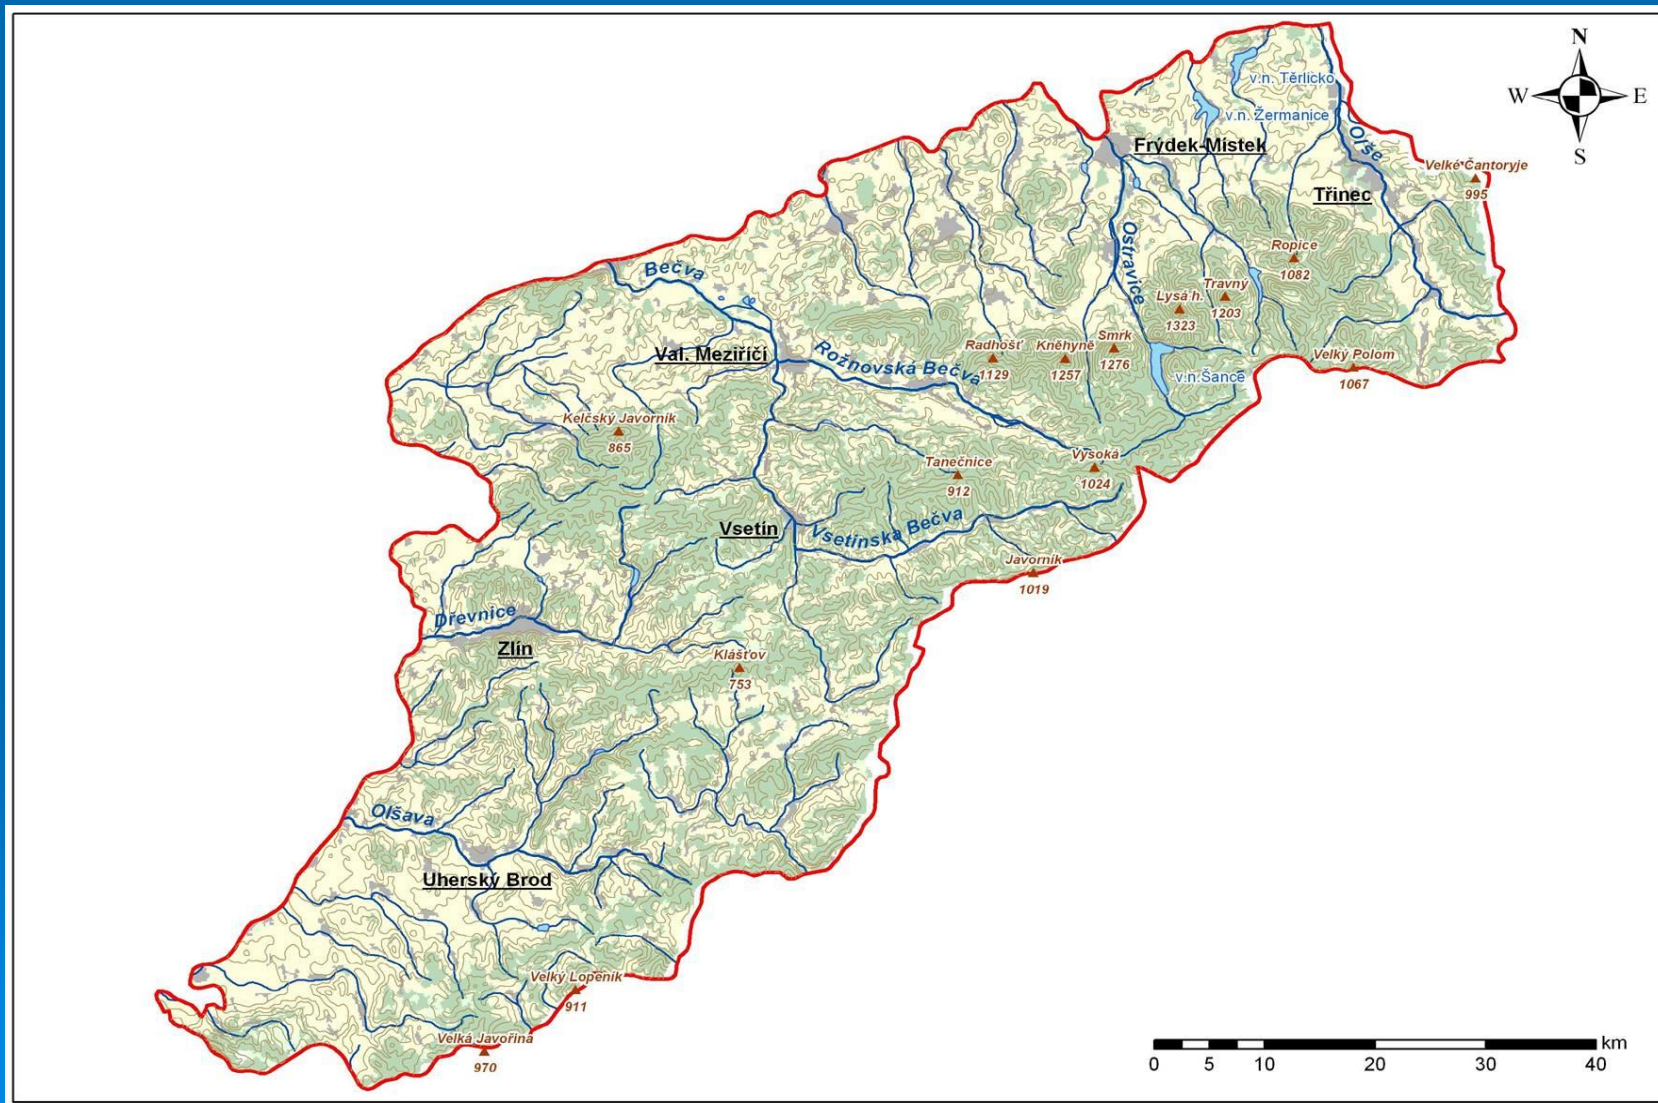 N
W
E
S
v.n. Těrlicko
v.n. Žermanice
Frýdek-Místek
Olše
Velké Čantoryje
995
Třinec
Ostravice
Ropice
1082
Bečva
Travný
1203
Lysá h.
1323
Smrk
1276
Radhošť
1129
Kněhyně
1257
Velký Polom
1067
Val. Meziříčí
Rožnovská Bečva
v.n.Šance
Kelčský Javorník
865
Tanečnice
912
Vysoká
1024
Vsetín
Vsetínská Bečva
Javorník
1019
Dřevnice
Zlín
Klášťov
753
Olšava
Uherský Brod
Velký Lopeník
911
Velká Javořina
970
km
0 5 10 20 30 40